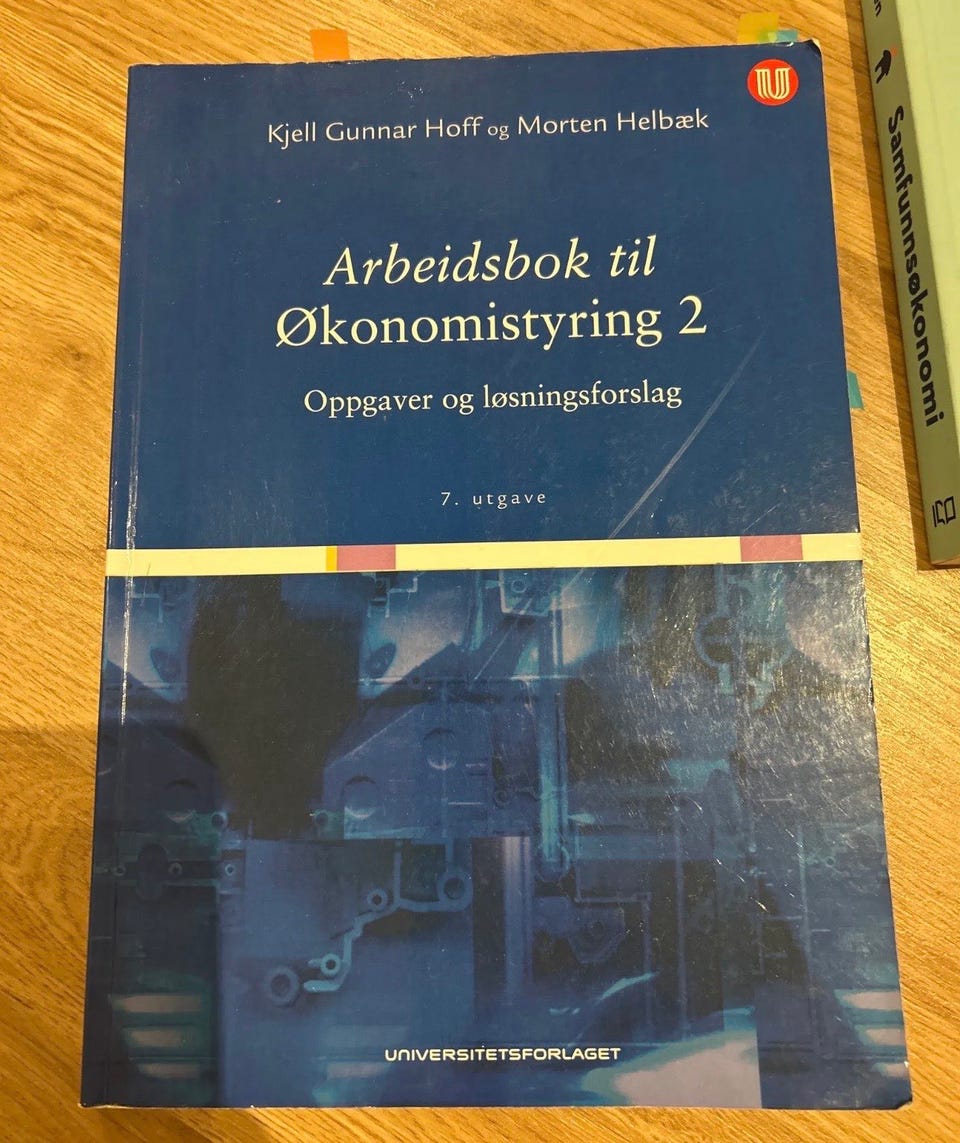 Kjell Gunnar Hoff og Morten Helbæk
Arbeidsbok til
Økonomistyring 2
Oppgaver og løsningsforslag
7. utgave
UNIVERSITETSFORLAGET
Samfunnsøkonomi